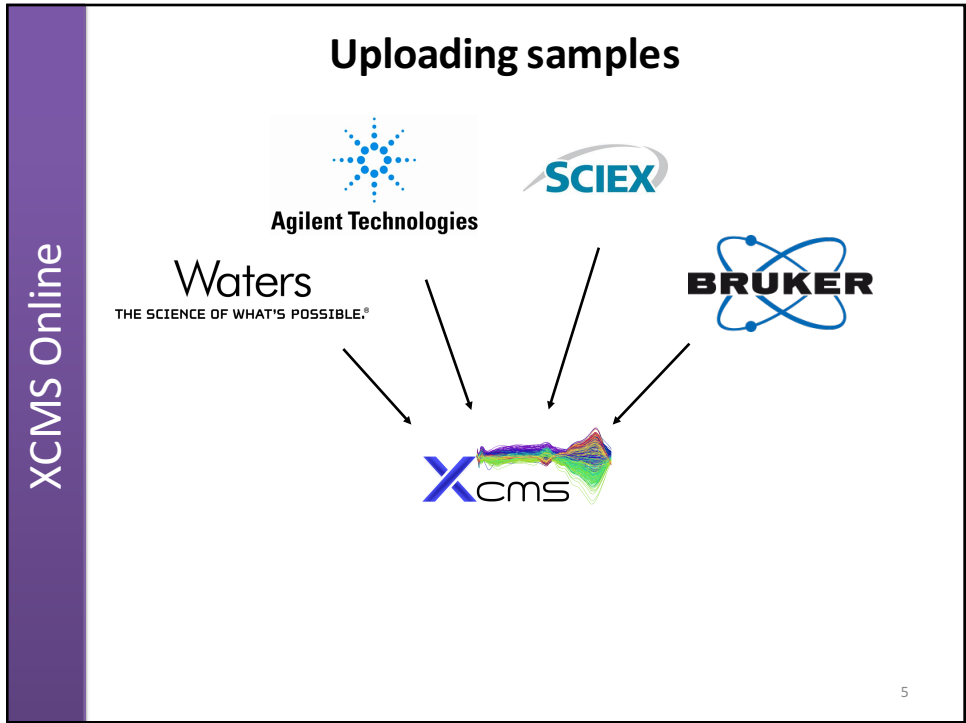 Uploading samples
XCMS Online
Agilent Technologies
SCIEX
Waters
THE SCIENCE OF WHAT'S POSSIBLE.®
BRUKER
Xcms
5